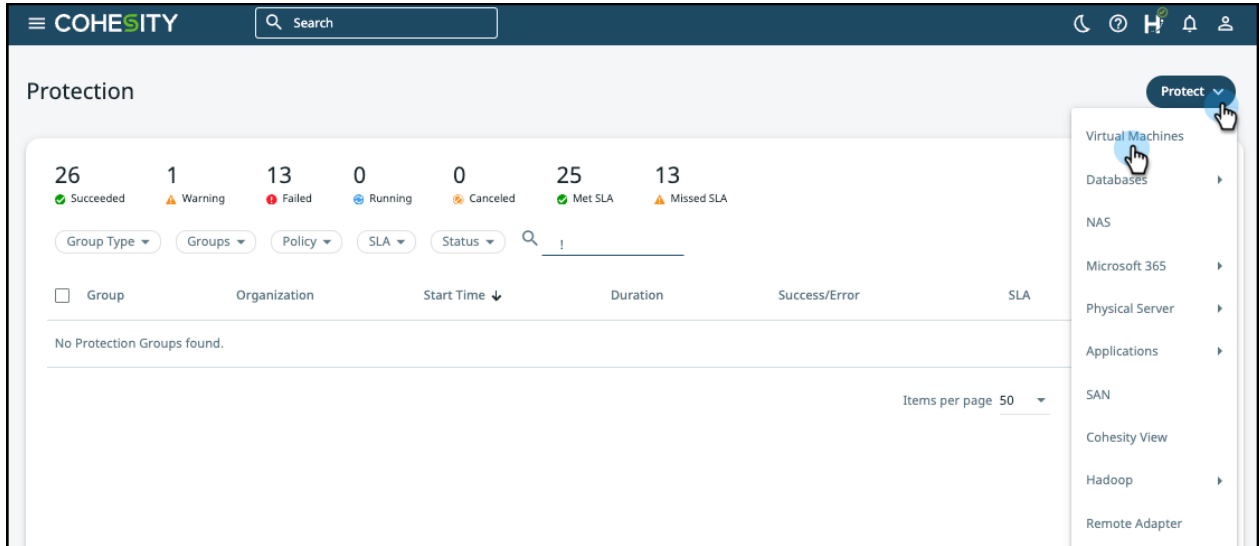 COHESITY Search
Protection
Protect
26 1 13 0 0 25 13
Succeeded Warning Failed Running Canceled Met SLA Missed SLA
Group Type Groups Policy SLA Status !
Group Organization Start Time Duration Success/Error SLA
No Protection Groups found.
Items per page 50
Virtual Machines
Databases
NAS
Microsoft 365
Physical Server
Applications
SAN
Cohesity View
Hadoop
Remote Adapter